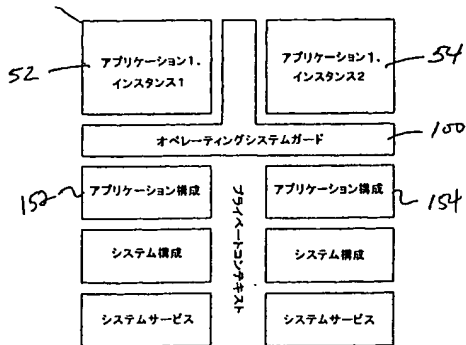 アプリケーション1、
インスタンス1
アプリケーション1、
インスタンス2
52
54
オペレーティングシステムガード
100
152
アプリケーション構成
プライベートコンテキスト
アプリケーション構成
154
システム構成
システム構成
システムサービス
システムサービス